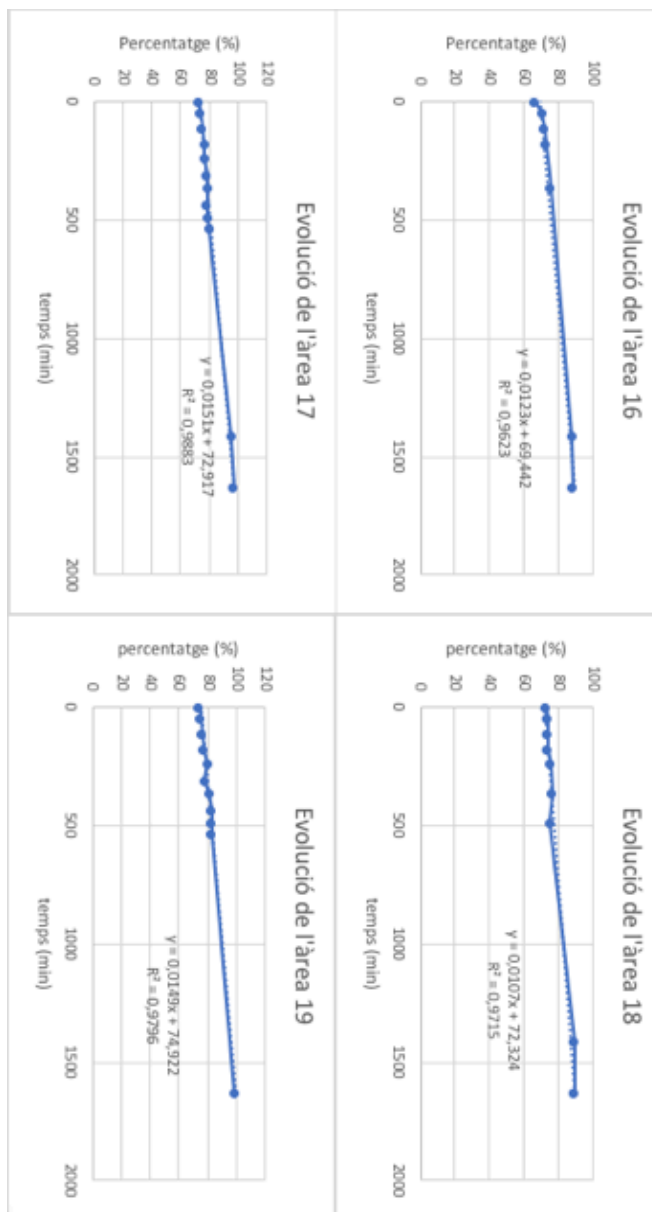 Evolució de l'àrea 16
Percentatge (%)
100
80
60
40
20
0
y = 0,0123x + 69,442
R² = 0,9623
0
500
1000
1500
2000
temps (min)
Evolució de l'àrea 18
percentatge (%)
100
80
60
40
20
0
y = 0,0107x + 72,324
R² = 0,9715
0
500
1000
1500
2000
temps (min)
Evolució de l'àrea 17
Percentatge (%)
120
100
80
60
40
20
0
y = 0,0151x + 72,917
R² = 0,9883
0
500
1000
1500
2000
temps (min)
Evolució de l'àrea 19
percentatge (%)
120
100
80
60
40
20
0
y = 0,0149x + 74,922
R² = 0,9796
0
500
1000
1500
2000
temps (min)